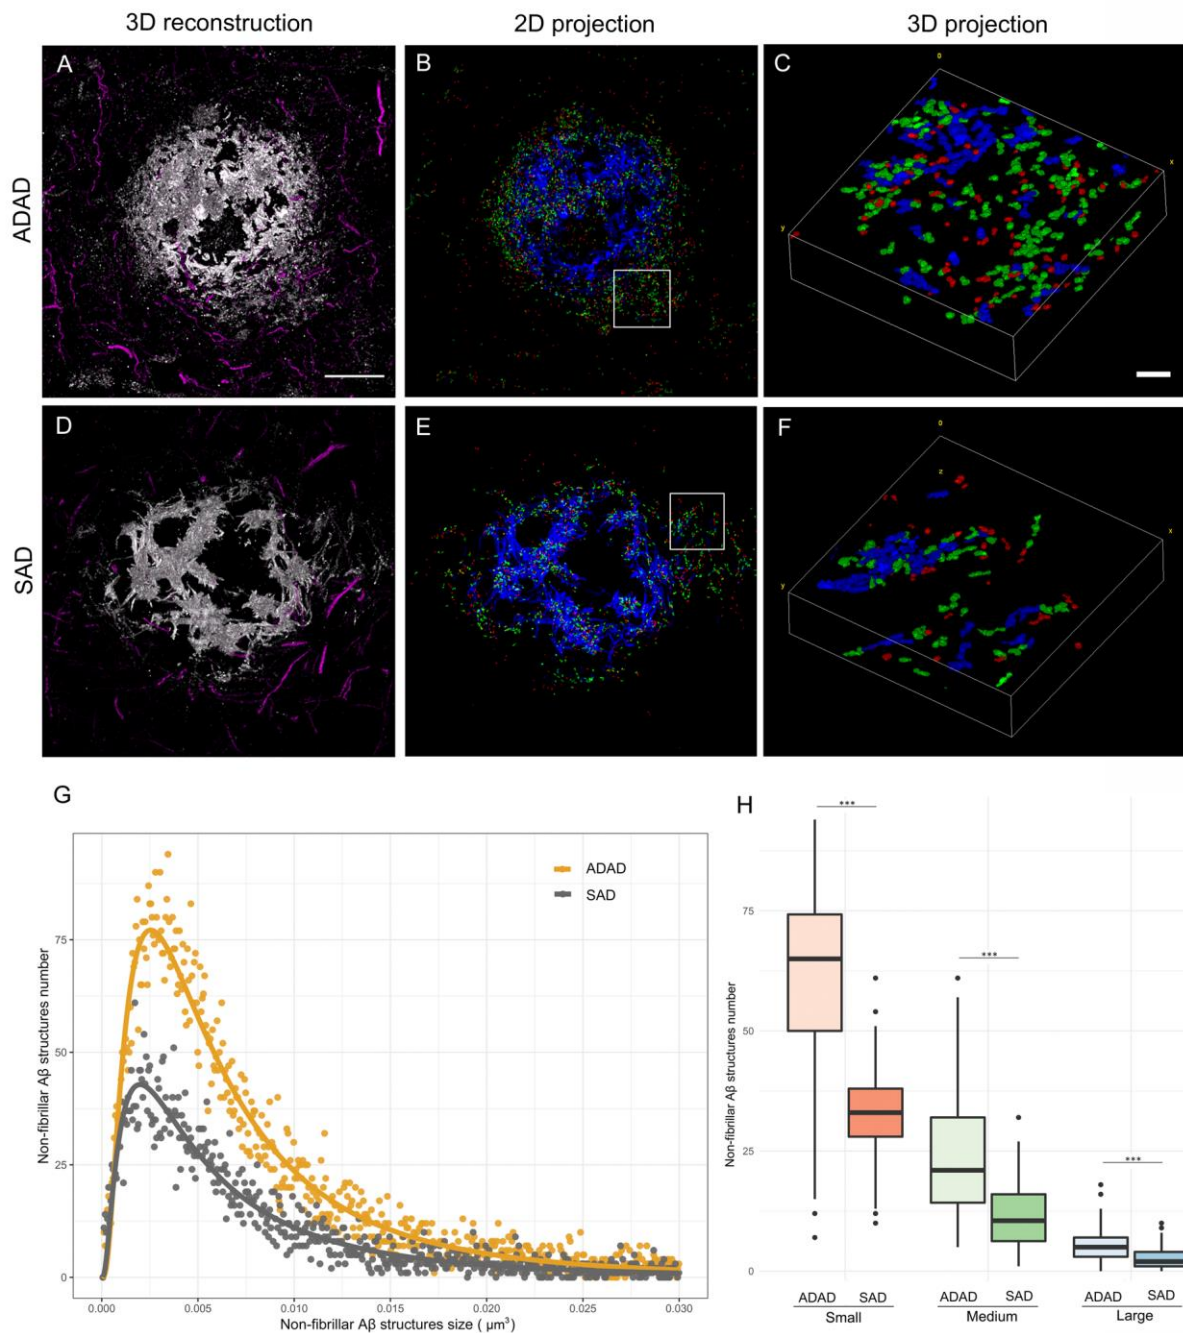 3D reconstruction 2D projection 3D projection
ADAD
A B C
0
x
y
SAD
D E F
0
z
x
y
G
Non-fibrillar Aβ structures number
75
50
25
0
ADAD
SAD
0.000 0.005 0.010 0.015 0.020 0.025 0.030
Non-fibrillar Aβ structures size ( μm³)
H
Non-fibrillar Aβ structures number
75
50
25
0
***
***
***
ADAD SAD ADAD SAD ADAD SAD
Small Medium Large